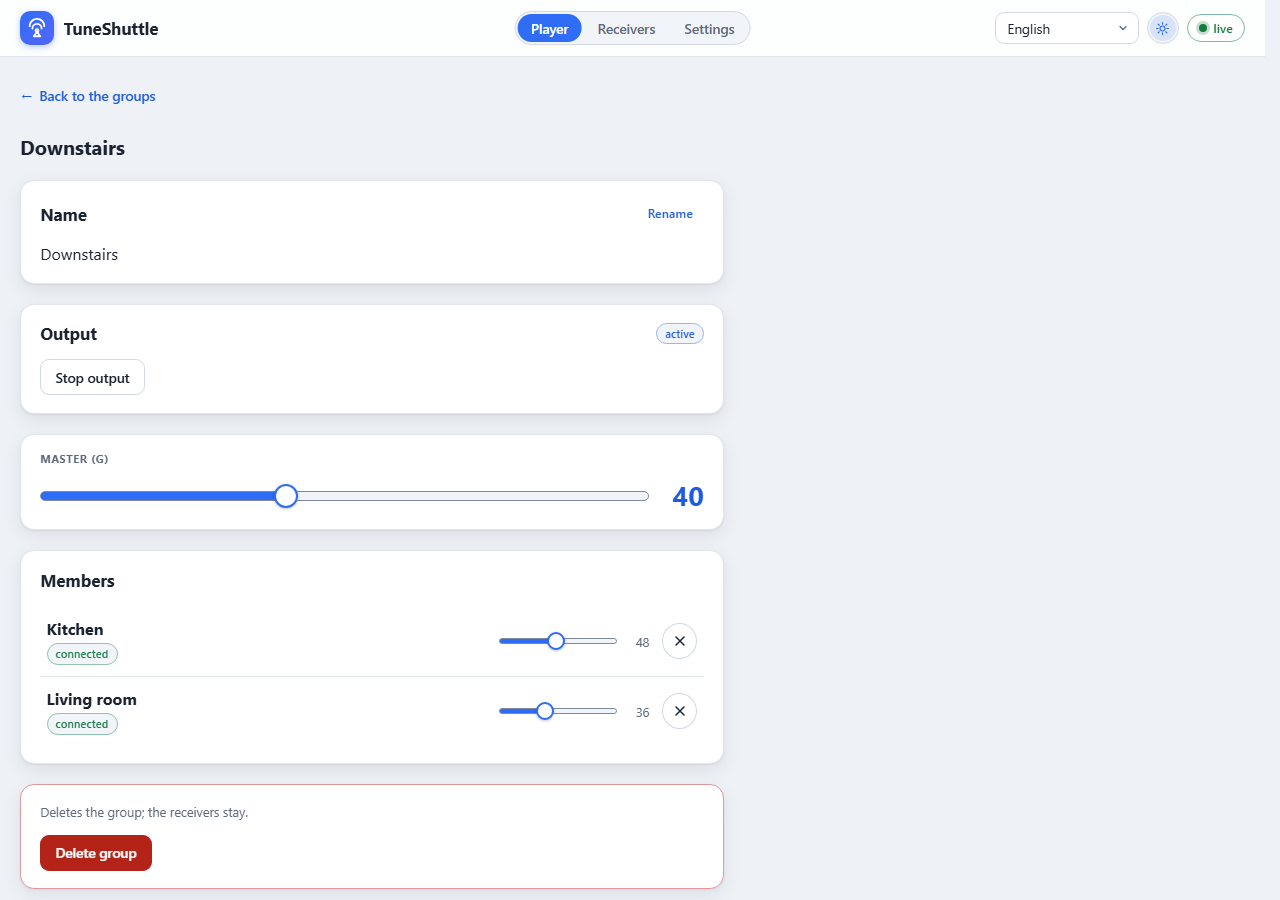 TuneShuttle
Player
Receivers
Settings
English
live
← Back to the groups
Downstairs
Name
Rename
Downstairs
Output
active
Stop output
MASTER (G)
40
Members
Kitchen
connected
48
Living room
connected
36
Deletes the group; the receivers stay.
Delete group